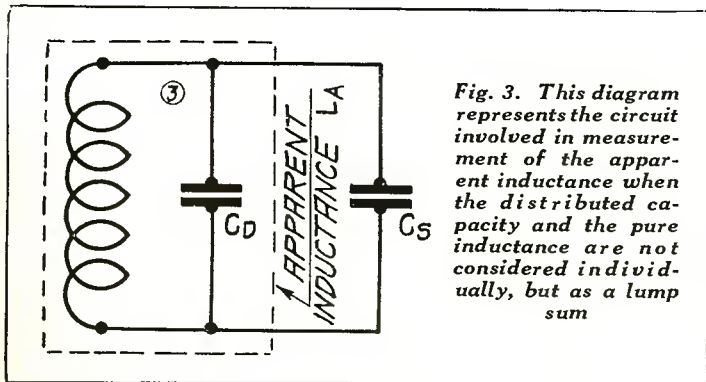 ③
CD
APPARENT
INDUCTANCE LA
CS
Fig. 3. This diagram
represents the circuit
involved in measure-
ment of the appar-
ent inductance when
the distributed ca-
pacity and the pure
inductance are not
considered individ-
ually, but as a lump
sum